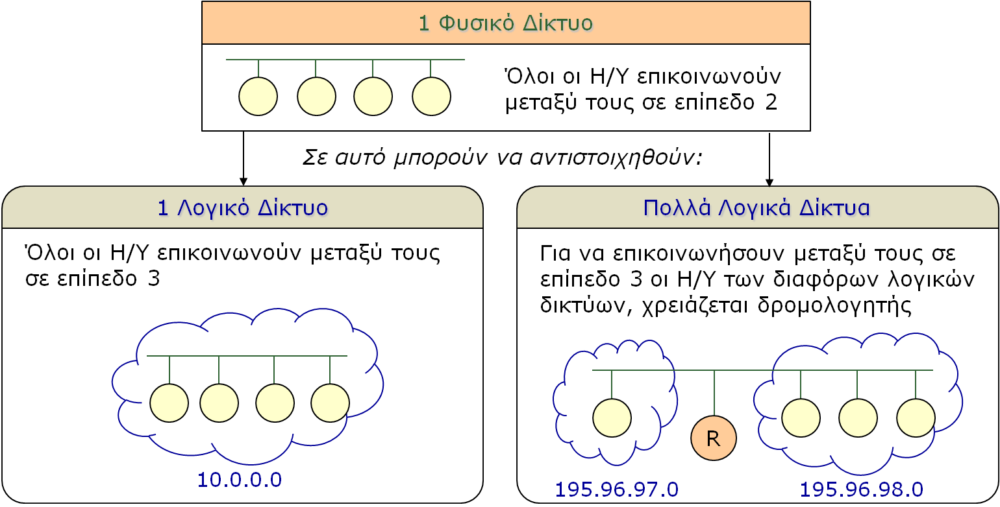 1 Φυσικό Δίκτυο
Όλοι οι Η/Υ επικοινωνούν
μεταξύ τους σε επίπεδο 2
Σε αυτό μπορούν να αντιστοιχηθούν:
1 Λογικό Δίκτυο
Όλοι οι Η/Υ επικοινωνούν μεταξύ τους
σε επίπεδο 3
10.0.0.0
Πολλά Λογικά Δίκτυα
Για να επικοινωνήσουν μεταξύ τους σε
επίπεδο 3 οι Η/Υ των διαφόρων λογικών
δικτύων, χρειάζεται δρομολογητής
R
195.96.97.0
195.96.98.0